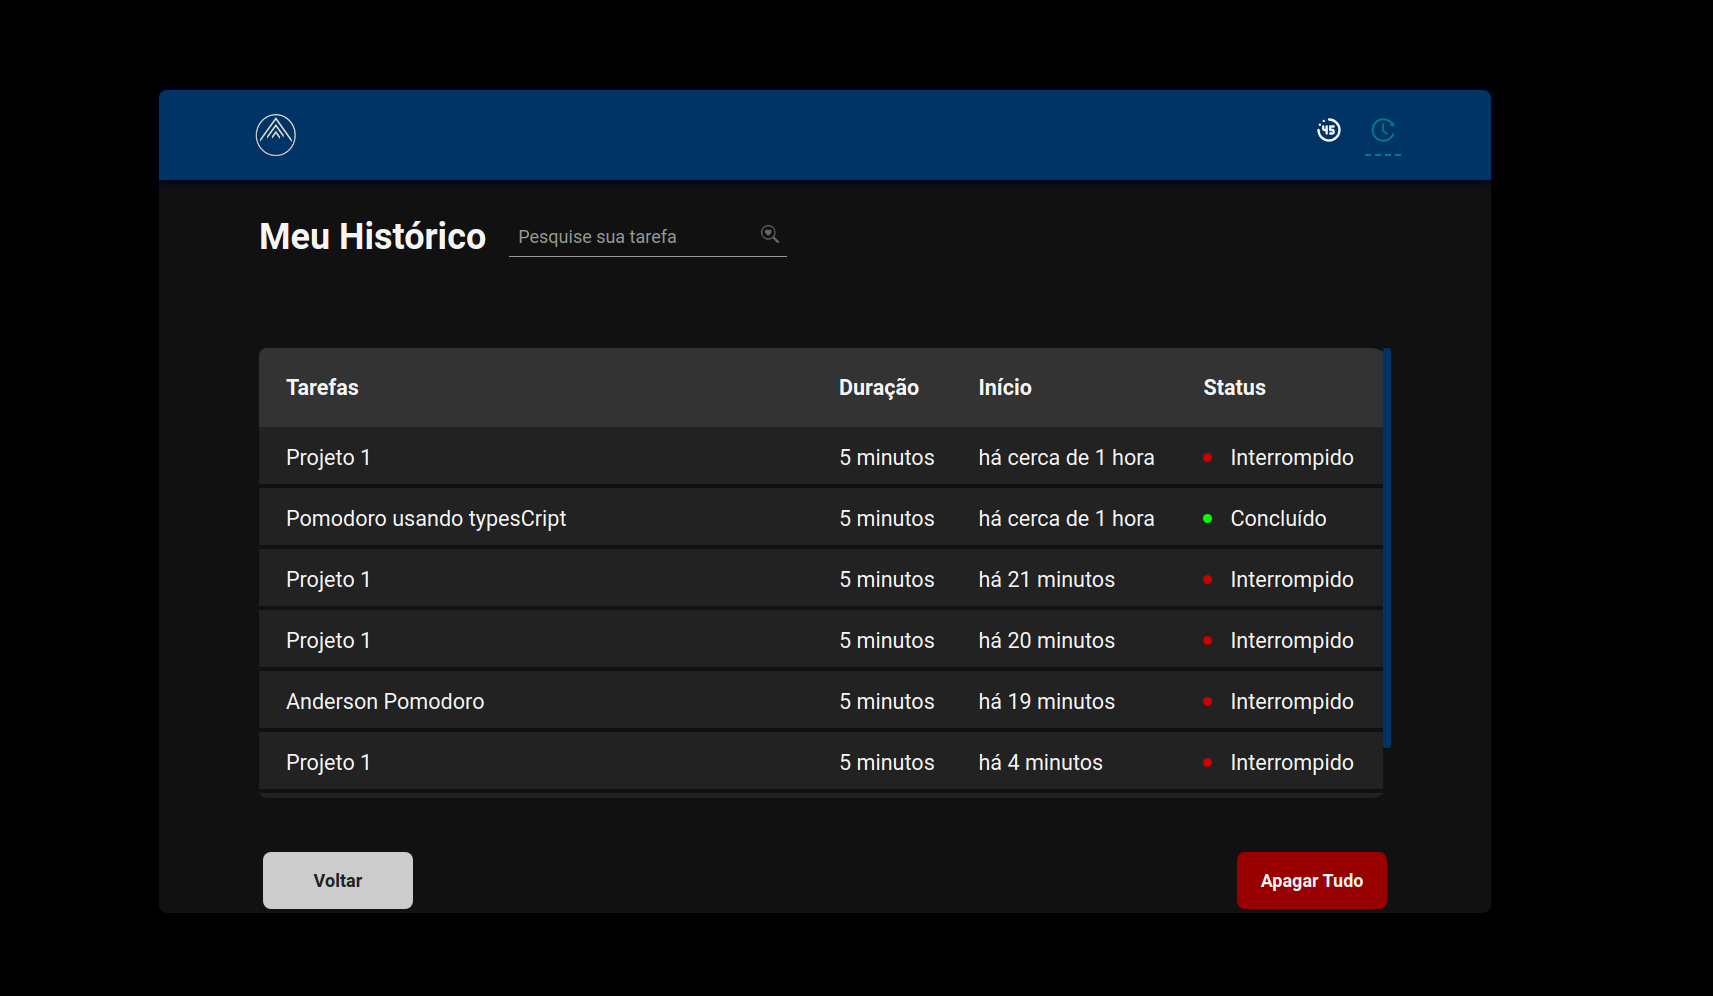 45
Meu Histórico Pesquise sua tarefa
Tarefas Duração Início Status
Projeto 1 5 minutos há cerca de 1 hora Interrompido
Pomodoro usando typesCript 5 minutos há cerca de 1 hora Concluído
Projeto 1 5 minutos há 21 minutos Interrompido
Projeto 1 5 minutos há 20 minutos Interrompido
Anderson Pomodoro 5 minutos há 19 minutos Interrompido
Projeto 1 5 minutos há 4 minutos Interrompido
Voltar Apagar Tudo